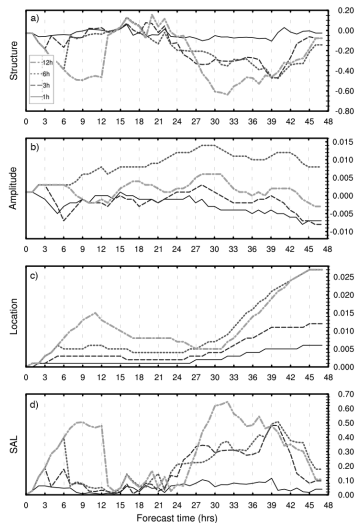 a)
0.20
0.00
-0.20
-0.40
-0.60
-0.80
Structure
12h
6h
3h
1h
0 3 6 9 12 15 18 21 24 27 30 33 36 39 42 45 48
b)
0.015
0.010
0.005
0.000
-0.005
-0.010
Amplitude
0 3 6 9 12 15 18 21 24 27 30 33 36 39 42 45 48
c)
0.025
0.020
0.015
0.010
0.005
0.000
Location
0 3 6 9 12 15 18 21 24 27 30 33 36 39 42 45 48
d)
0.70
0.60
0.50
0.40
0.30
0.20
0.10
0.00
SAL
0 3 6 9 12 15 18 21 24 27 30 33 36 39 42 45 48
Forecast time (hrs)